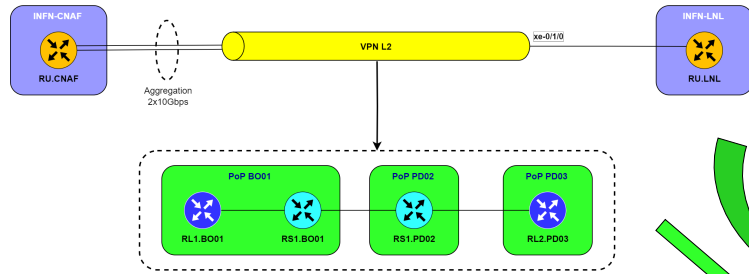 INFN-CNAF
RU.CNAF
Aggregation
2x10Gbps
VPN L2
xe-0/1/0
INFN-LNL
RU.LNL
PoP BO01
RL1.BO01
RS1.BO01
PoP PD02
RS1.PD02
PoP PD03
RL2.PD03